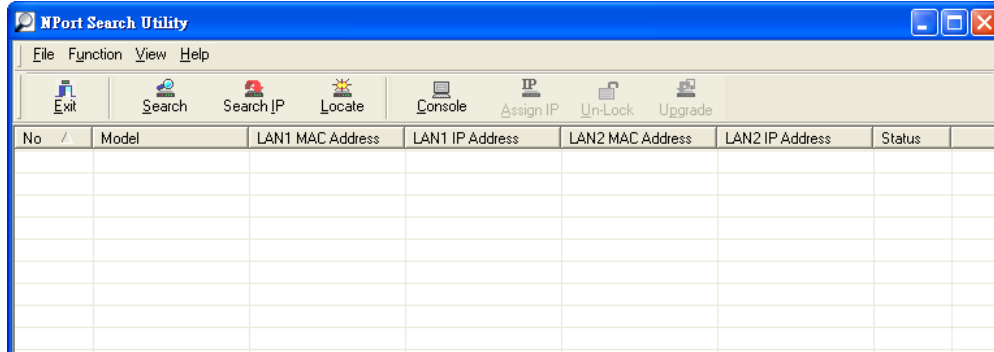 NPort Search Utility
File Function View Help
Exit Search Search IP Locate Console IP Assign IP Un-Lock Upgrade
No Model LAN1 MAC Address LAN1 IP Address LAN2 MAC Address LAN2 IP Address Status